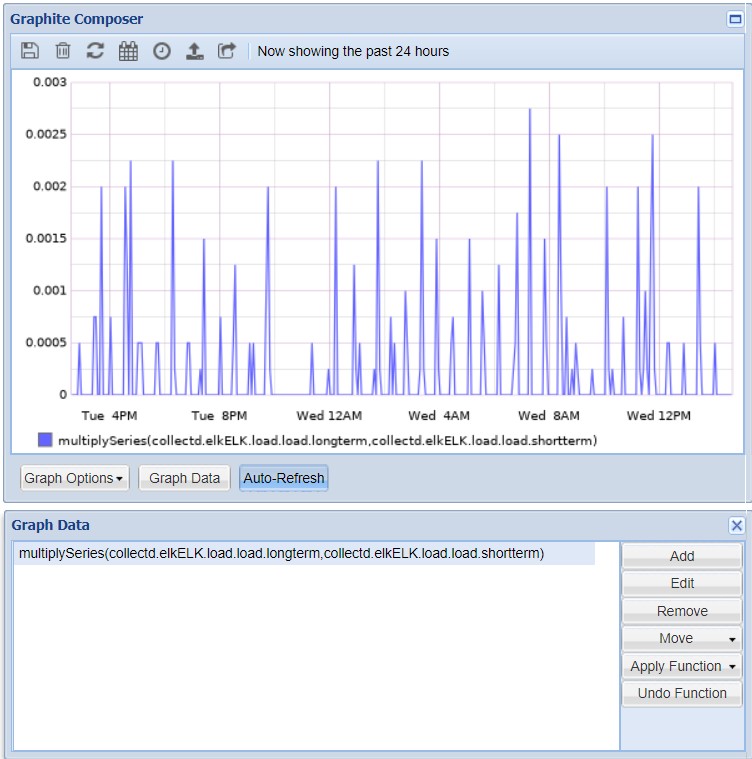 Graphite Composer
Now showing the past 24 hours
0.003
0.0025
0.002
0.0015
0.001
0.0005
0
Tue 4PM Tue 8PM Wed 12AM Wed 4AM Wed 8AM Wed 12PM
multiplySeries(collectd.elkELK.load.load.longterm,collectd.elkELK.load.load.shortterm)
Graph Options Graph Data Auto-Refresh
Graph Data
multiplySeries(collectd.elkELK.load.load.longterm,collectd.elkELK.load.load.shortterm)
Add
Edit
Remove
Move
Apply Function
Undo Function